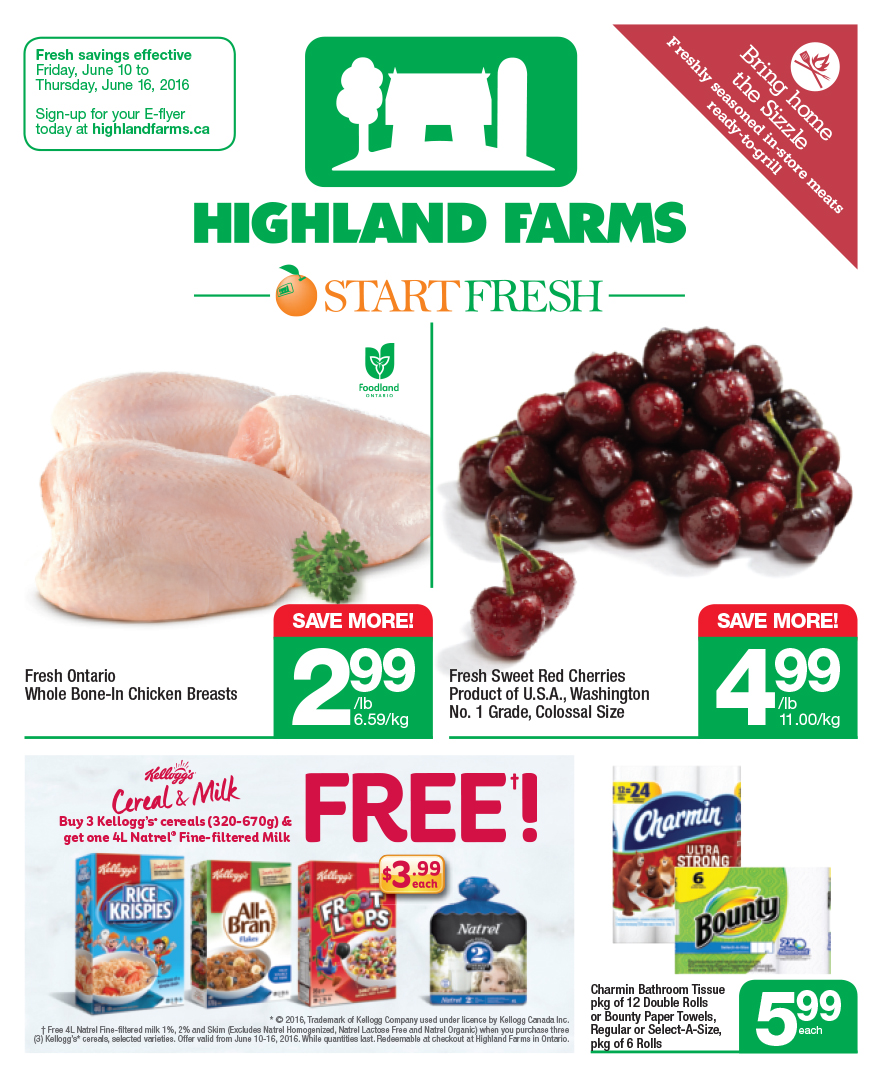 Fresh savings effective
Friday, June 10 to
Thursday, June 16, 2016
Sign-up for your E-flyer
today at highlandfarms.ca
Bring home
the Sizzle
Freshly seasoned in-store meats
ready-to-grill
HIGHLAND FARMS
START FRESH
Foodland
ONTARIO
SAVE MORE!
2.99
/lb
6.59/kg
Fresh Ontario
Whole Bone-In Chicken Breasts
SAVE MORE!
4.99
/lb
11.00/kg
Fresh Sweet Red Cherries
Product of U.S.A., Washington
No. 1 Grade, Colossal Size
Kellogg's
Cereal & Milk
Buy 3 Kellogg's* cereals (320-670g) &
get one 4L Natrel® Fine-filtered Milk
FREE†!
$3.99
each
Kellogg's
RICE
KRISPIES
Kellogg's
All-
Bran
Flakes
Kellogg's
FROOT
LOOPS
Natrel
2%
Natrel 2
* © 2016, Trademark of Kellogg Company used under licence by Kellogg Canada Inc.
† Free 4L Natrel Fine-filtered milk 1%, 2% and Skim (Excludes Natrel Homogenized, Natrel Lactose Free and Natrel Organic) when you purchase three
(3) Kellogg's* cereals, selected varieties. Offer valid from June 10-16, 2016. While quantities last. Redeemable at checkout at Highland Farms in Ontario.
12=24
Charmin
ULTRA
STRONG
6
Bounty
2X
Charmin Bathroom Tissue
pkg of 12 Double Rolls
or Bounty Paper Towels,
Regular or Select-A-Size,
pkg of 6 Rolls
5.99
each